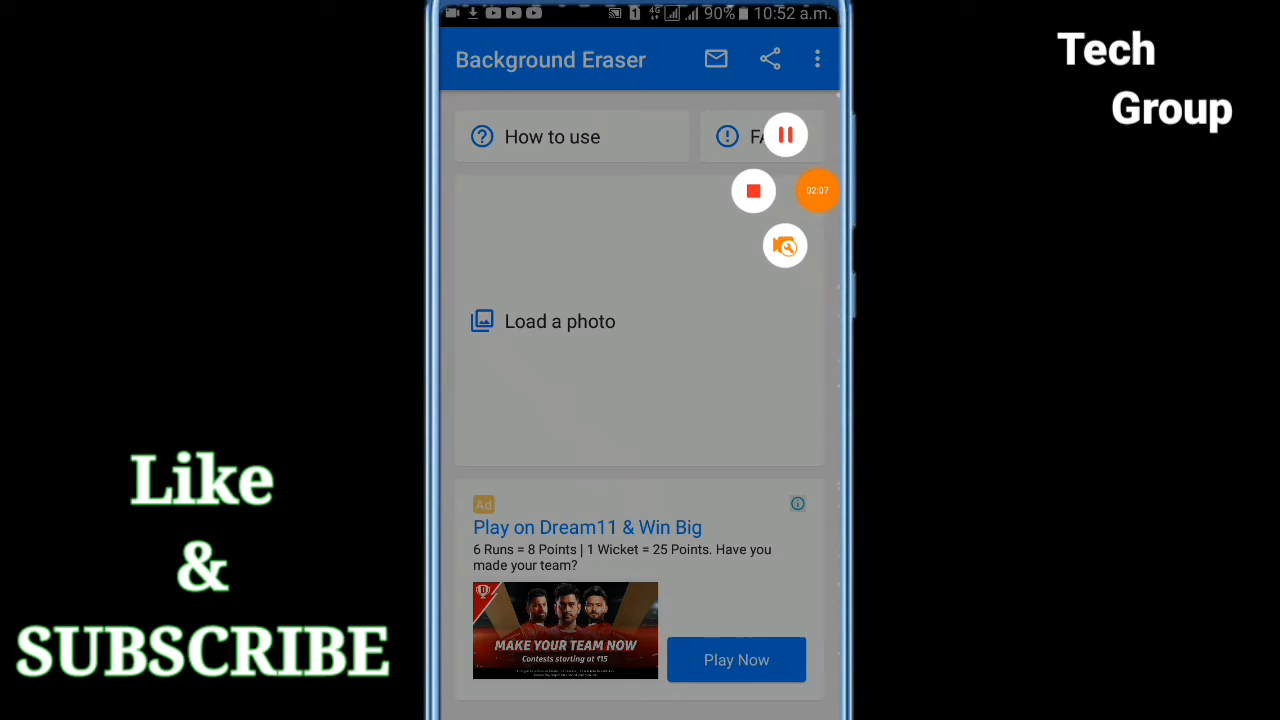 1 4G 90% 10:52 a.m.
Tech
Group
Background Eraser
How to use
02:07
Load a photo
Ad
Play on Dream11 & Win Big
6 Runs = 8 Points | 1 Wicket = 25 Points. Have you
made your team?
MAKE YOUR TEAM NOW
Contests starting at ₹15
Play Now
Like
&
SUBSCRIBE